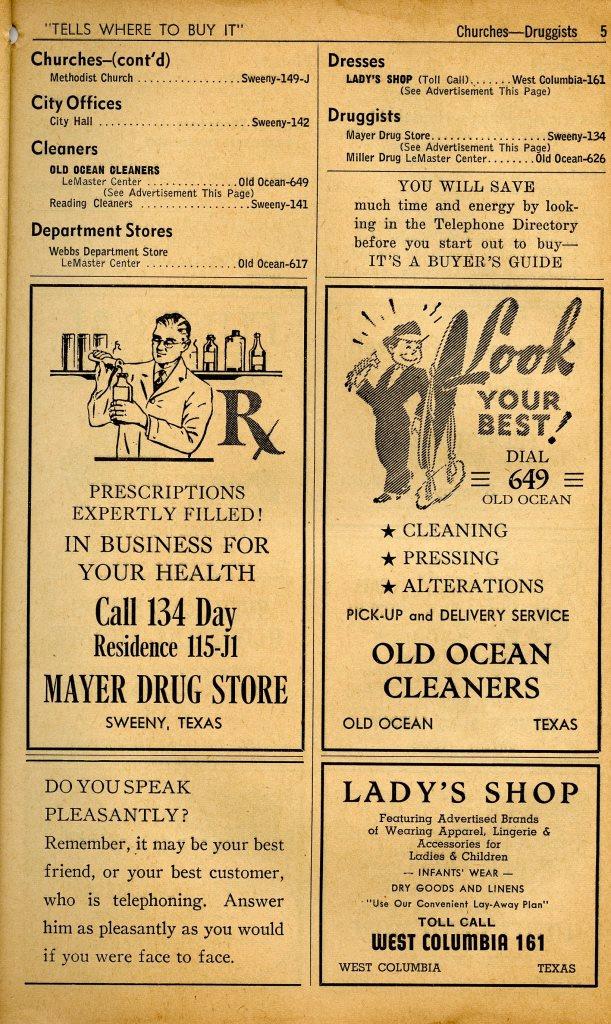 "TELLS WHERE TO BUY IT"
Churches—Druggists 5
Churches—(cont'd)
Methodist Church ................Sweeny-149-J
City Offices
City Hall ........................Sweeny-142
Cleaners
OLD OCEAN CLEANERS
LeMaster Center ..............Old Ocean-649
(See Advertisement This Page)
Reading Cleaners ..................Sweeny-141
Department Stores
Webbs Department Store
LeMaster Center ..............Old Ocean-617
Dresses
LADY'S SHOP (Toll Call).......West Columbia-161
(See Advertisement This Page)
Druggists
Mayer Drug Store....................Sweeny-134
(See Advertisement This Page)
Miller Drug LeMaster Center........Old Ocean-626
YOU WILL SAVE
much time and energy by look-
ing in the Telephone Directory
before you start out to buy—
IT'S A BUYER'S GUIDE
Rx
PRESCRIPTIONS
EXPERTLY FILLED!
IN BUSINESS FOR
YOUR HEALTH
Call 134 Day
Residence 115-J1
MAYER DRUG STORE
SWEENY, TEXAS
Look
YOUR
BEST!
DIAL
649
OLD OCEAN
★ CLEANING
★ PRESSING
★ ALTERATIONS
PICK-UP and DELIVERY SERVICE
OLD OCEAN
CLEANERS
OLD OCEAN TEXAS
DO YOU SPEAK
PLEASANTLY?
Remember, it may be your best
friend, or your best customer,
who is telephoning. Answer
him as pleasantly as you would
if you were face to face.
LADY'S SHOP
Featuring Advertised Brands
of Wearing Apparel, Lingerie &
Accessories for
Ladies & Children
— INFANTS' WEAR —
DRY GOODS AND LINENS
"Use Our Convenient Lay-Away Plan"
TOLL CALL
WEST COLUMBIA 161
WEST COLUMBIA TEXAS